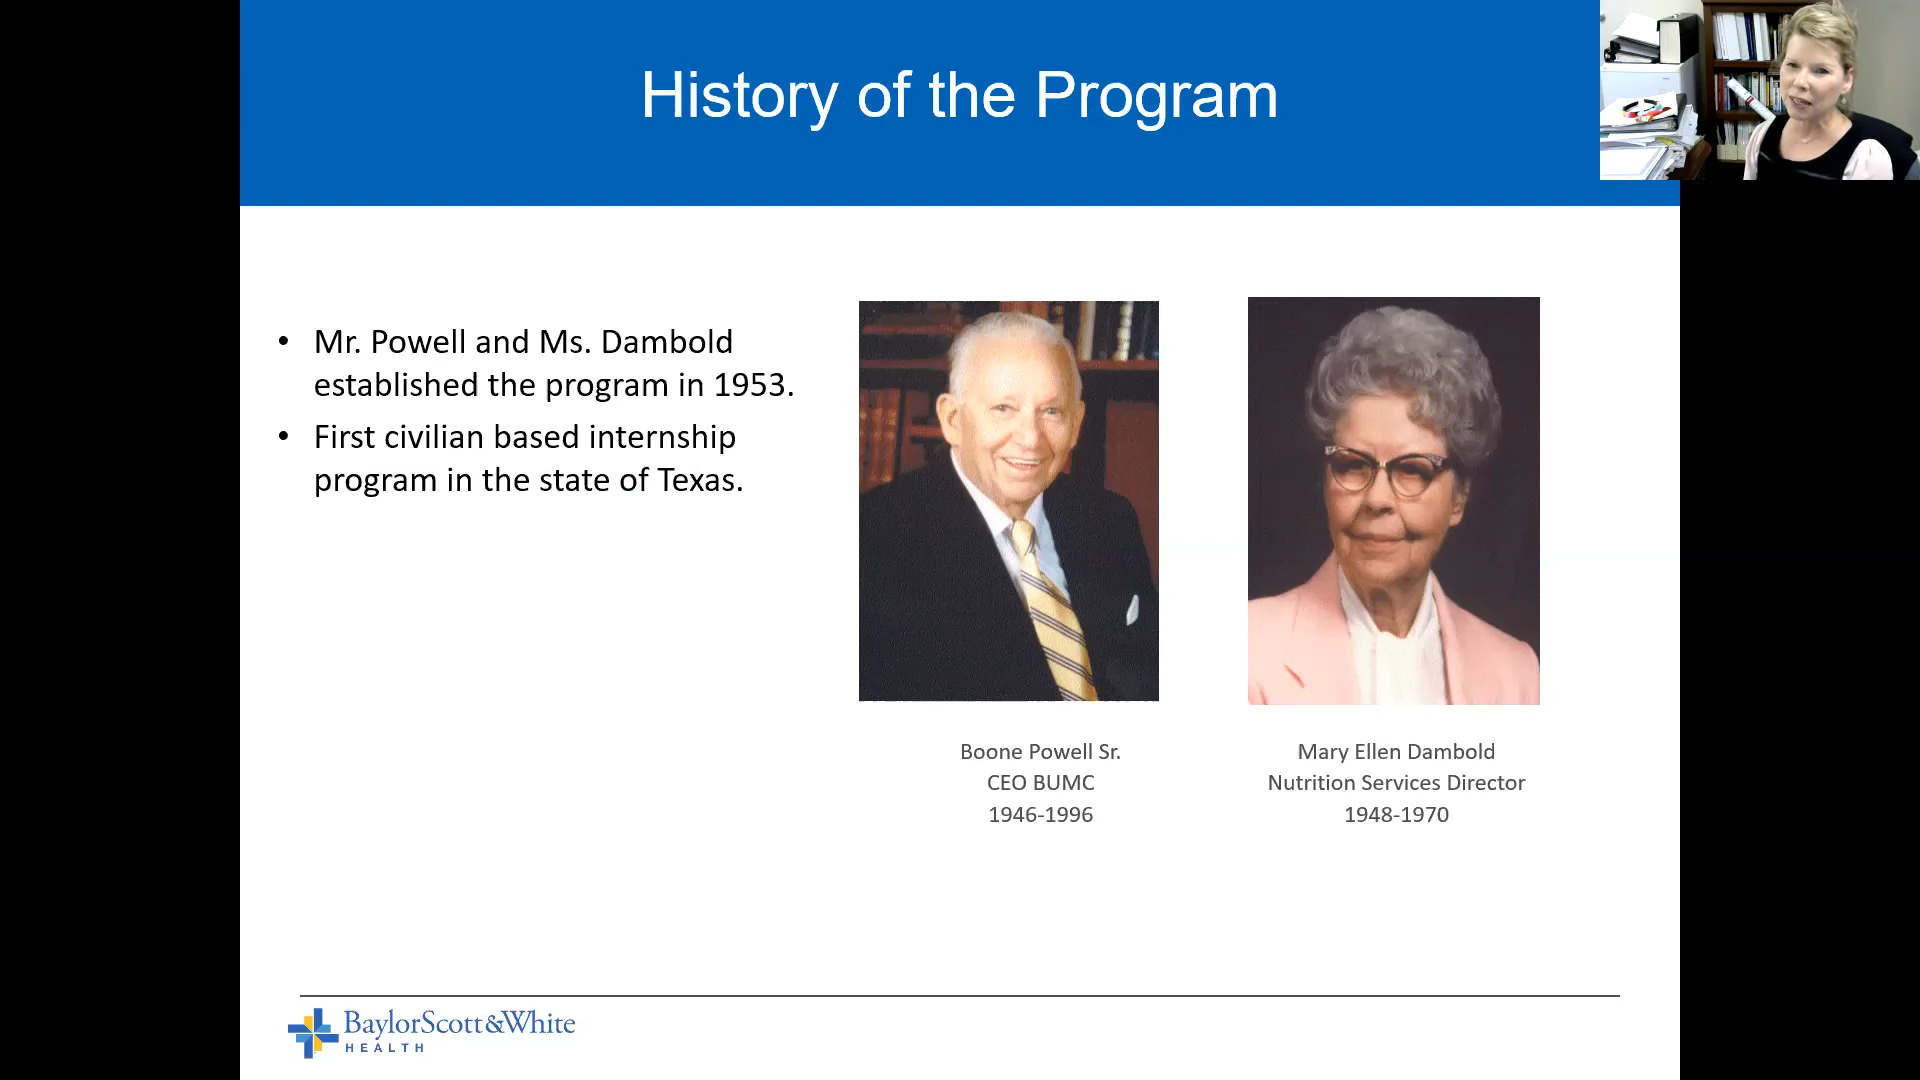 History of the Program
• Mr. Powell and Ms. Dambold
established the program in 1953.
• First civilian based internship
program in the state of Texas.
Boone Powell Sr.
CEO BUMC
1946-1996
Mary Ellen Dambold
Nutrition Services Director
1948-1970
BaylorScott&White
HEALTH